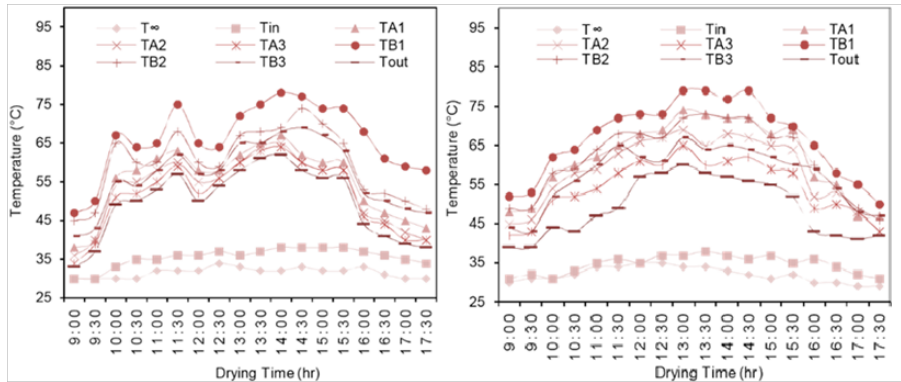 T∞ Tin TA1
TA2 TA3 TB1
TB2 TB3 Tout
Temperature (°C)
95
85
75
65
55
45
35
25
9:00 9:30 10:00 10:30 11:00 11:30 12:00 12:30 13:00 13:30 14:00 14:30 15:00 15:30 16:00 16:30 17:00 17:30
Drying Time (hr)
T∞ Tin TA1
TA2 TA3 TB1
TB2 TB3 Tout
Temperature (°C)
95
85
75
65
55
45
35
25
9:00 9:30 10:00 10:30 11:00 11:30 12:00 12:30 13:00 13:30 14:00 14:30 15:00 15:30 16:00 16:30 17:00 17:30
Drying Time (hr)